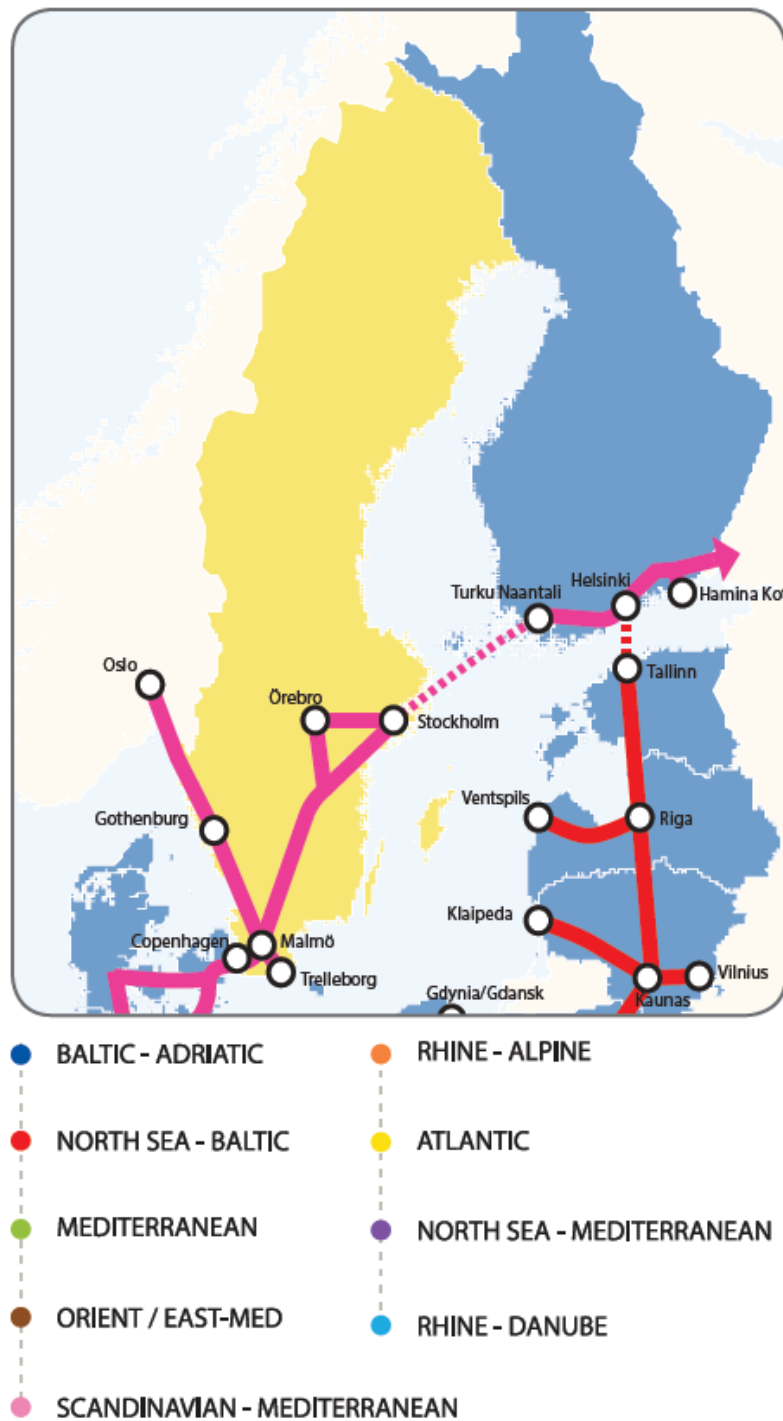 Turku Naantali
Helsinki
Hamina Kot
Oslo
Tallinn
Örebro
Stockholm
Ventspils
Gothenburg
Riga
Klaipeda
Copenhagen
Malmö
Trelleborg
Vilnius
Gdynia/Gdansk
Kaunas
BALTIC - ADRIATIC
NORTH SEA - BALTIC
MEDITERRANEAN
ORIENT / EAST-MED
SCANDINAVIAN - MEDITERRANEAN
RHINE - ALPINE
ATLANTIC
NORTH SEA - MEDITERRANEAN
RHINE - DANUBE